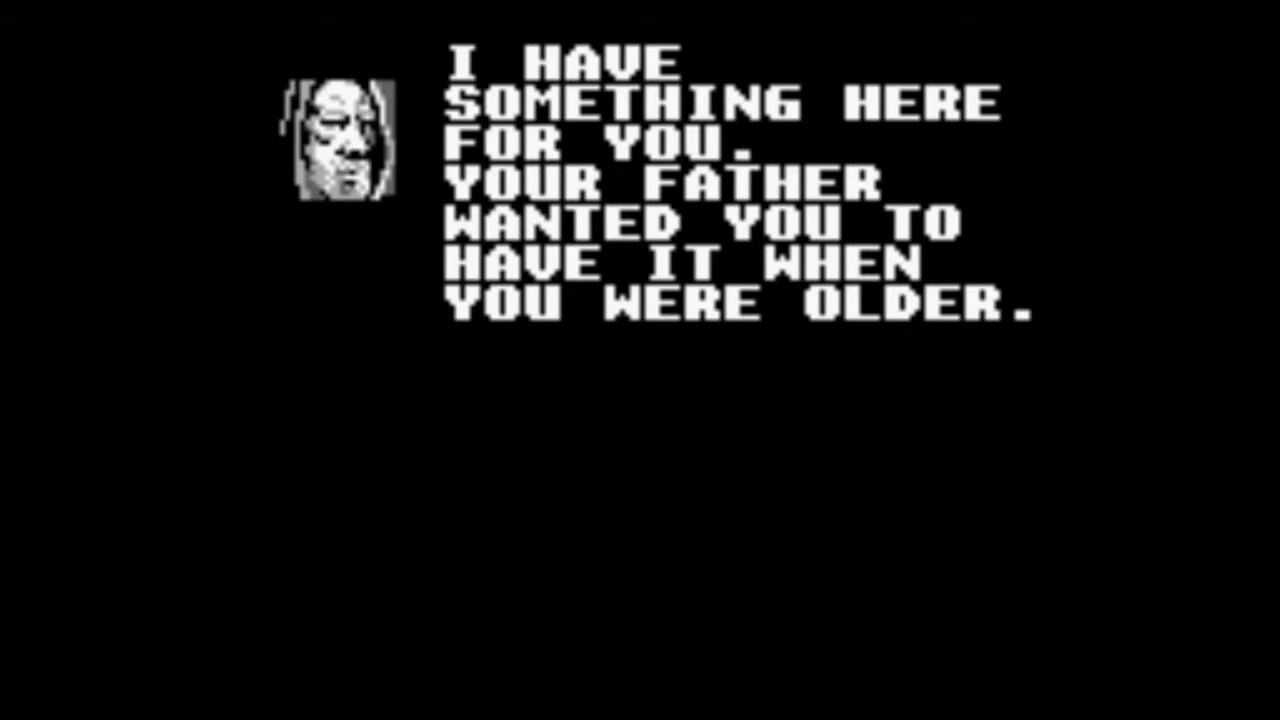 I HAVE
SOMETHING HERE
FOR YOU.
YOUR FATHER
WANTED YOU TO
HAVE IT WHEN
YOU WERE OLDER.